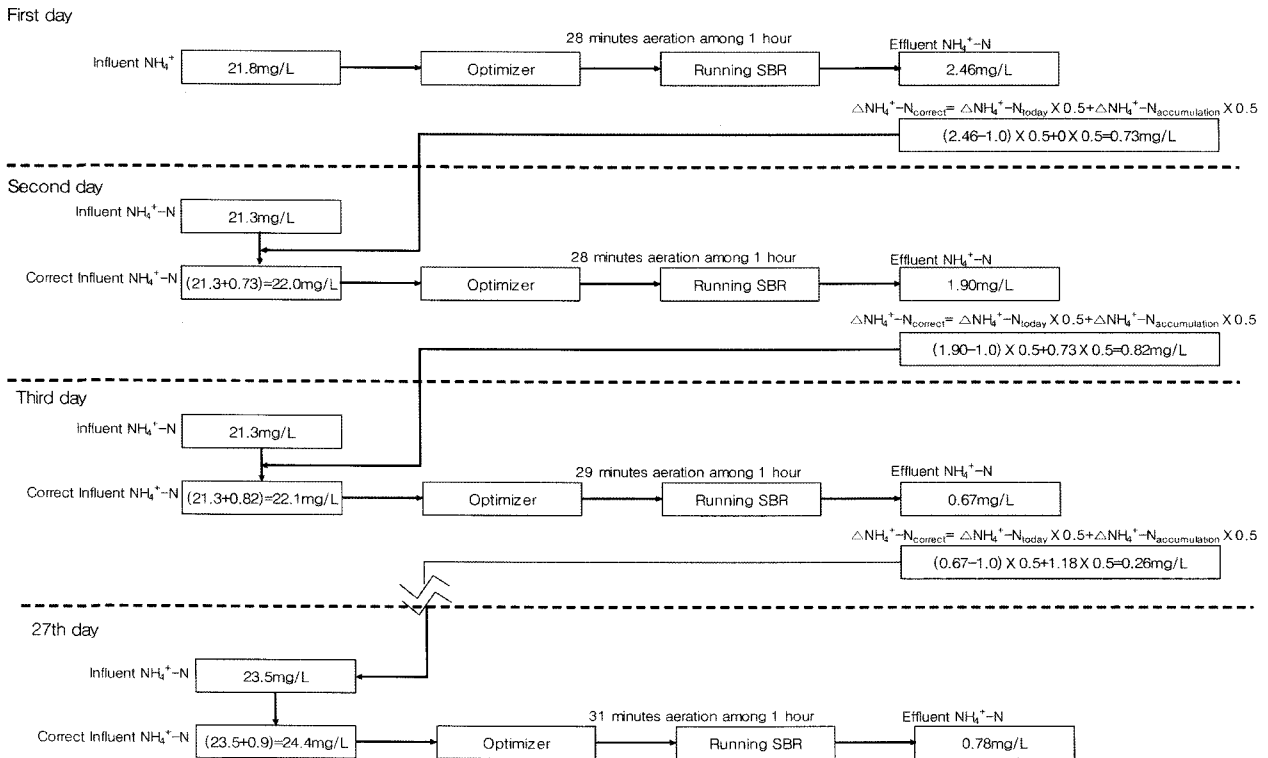 First day
28 minutes aeration among 1 hour
Effluent NH₄⁺-N
Influent NH₄⁺
21.8mg/L
Optimizer
Running SBR
2.46mg/L
△NH₄⁺-Ncorrect= △NH₄⁺-Ntoday X 0.5+△NH₄⁺-Naccumulation X 0.5
(2.46-1.0) X 0.5+0 X 0.5=0.73mg/L
Second day
Influent NH₄⁺-N
21.3mg/L
28 minutes aeration among 1 hour
Effluent NH₄⁺-N
Correct Influent NH₄⁺-N
(21.3+0.73)=22.0mg/L
Optimizer
Running SBR
1.90mg/L
△NH₄⁺-Ncorrect= △NH₄⁺-Ntoday X 0.5+△NH₄⁺-Naccumulation X 0.5
(1.90-1.0) X 0.5+0.73 X 0.5=0.82mg/L
Third day
Influent NH₄⁺-N
21.3mg/L
29 minutes aeration among 1 hour
Effluent NH₄⁺-N
Correct Influent NH₄⁺-N
(21.3+0.82)=22.1mg/L
Optimizer
Running SBR
0.67mg/L
△NH₄⁺-Ncorrect= △NH₄⁺-Ntoday X 0.5+△NH₄⁺-Naccumulation X 0.5
(0.67-1.0) X 0.5+1.18 X 0.5=0.26mg/L
27th day
Influent NH₄⁺-N
23.5mg/L
31 minutes aeration among 1 hour
Effluent NH₄⁺-N
Correct Influent NH₄⁺-N
(23.5+0.9)=24.4mg/L
Optimizer
Running SBR
0.78mg/L